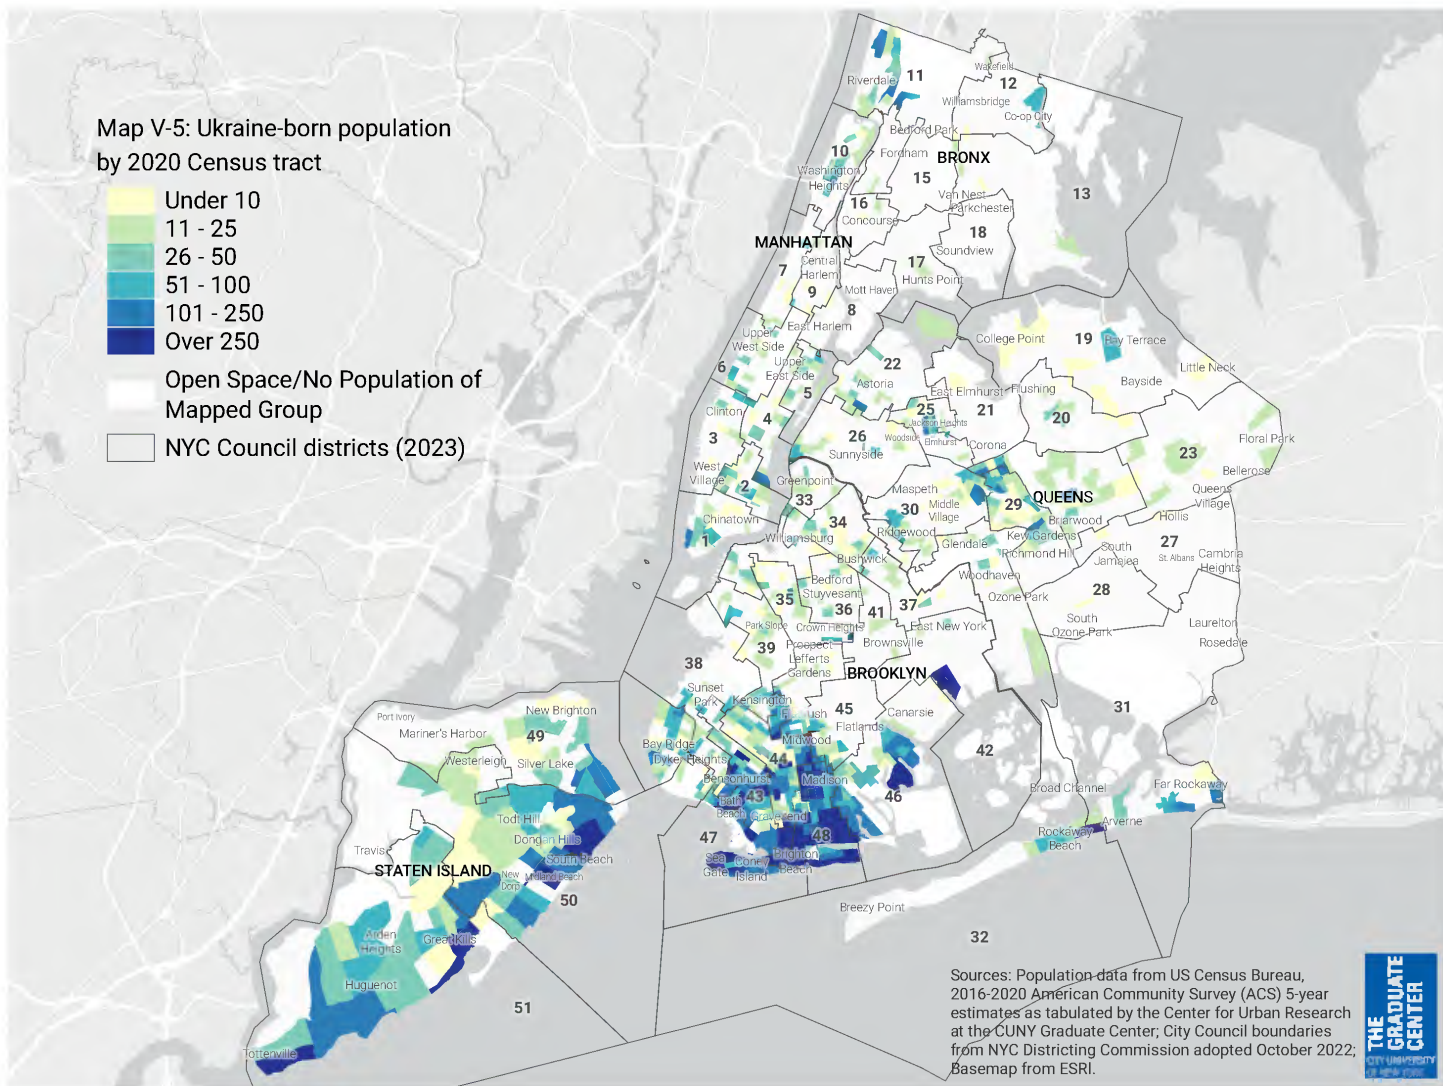 Map V-5: Ukraine-born population
by 2020 Census tract
Under 10
11 - 25
26 - 50
51 - 100
101 - 250
Over 250
Open Space/No Population of
Mapped Group
NYC Council districts (2023)
Wakefield
11
12
Riverdale
Williamsbridge
Co-op City
Bedford Park
10
Fordham
BRONX
Washington
Heights
15
13
Van Nest
16
Parkchester
Concourse
18
MANHATTAN
Soundview
Central
Harlem
17
7
Hunts Point
9
Mott Haven
8
East Harlem
Upper
West Side
College Point
19
Bay Terrace
Upper
East Side
4
22
6
Little Neck
Astoria
Bayside
5
East Elmhurst
Flushing
Clinton
25
21
4
20
Jackson Heights
3
26
Woodside
Elmhurst
Corona
Floral Park
Sunnyside
23
West
Village
Bellerose
2
Greenpoint
Maspeth
QUEENS
Queens
Village
33
Middle
Village
29
30
Chinatown
34
Briarwood
Hollis
1
Williamsburg
Ridgewood
Kew Gardens
Glendale
Richmond Hill
27
South
Jamaica
St. Albans
Cambria
Heights
Bushwick
Woodhaven
Bedford
Stuyvesant
28
35
36
41
37
Ozone Park
South
Ozone Park
Laurelton
Park Slope
Crown Heights
East New York
Rosedale
39
Prospect
Lefferts
Gardens
Brownsville
38
BROOKLYN
Sunset
Park
Kensington
45
Canarsie
31
New Brighton
Port Ivory
Mariner's Harbor
49
ush
Flatlands
Midwood
Bay Ridge
42
Westerleigh
Silver Lake
Dyker Heights
44
Bensonhurst
Madison
Broad Channel
Far Rockaway
43
46
Bath
Beach
Gravesend
Todt Hill
Arverne
47
48
Dongan Hills
Rockaway
Beach
Travis
South Beach
Sea
Gate
Coney
Island
Brighton
Beach
STATEN ISLAND
New
Dorp
Midland Beach
50
Breezy Point
Arden
Heights
Great Kills
32
Huguenot
51
Tottenville
Sources: Population data from US Census Bureau,
2016-2020 American Community Survey (ACS) 5-year
estimates as tabulated by the Center for Urban Research
at the CUNY Graduate Center; City Council boundaries
from NYC Districting Commission adopted October 2022;
Basemap from ESRI.
THE
GRADUATE
CENTER
CITY UNIVERSITY
OF NEW YORK